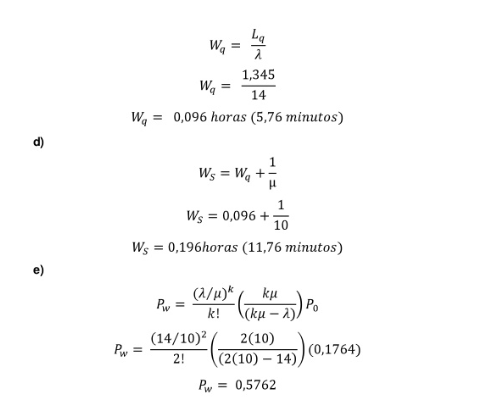 W_q = L_q / λ
W_q = 1,345 / 14
W_q = 0,096 horas (5,76 minutos)
d)
W_S = W_q + 1 / μ
W_S = 0,096 + 1 / 10
W_S = 0,196horas (11,76 minutos)
e)
P_w = (λ/μ)^k / k! (kμ / (kμ − λ)) P_0
P_w = (14/10)^2 / 2! (2(10) / (2(10) − 14)) (0,1764)
P_w = 0,5762